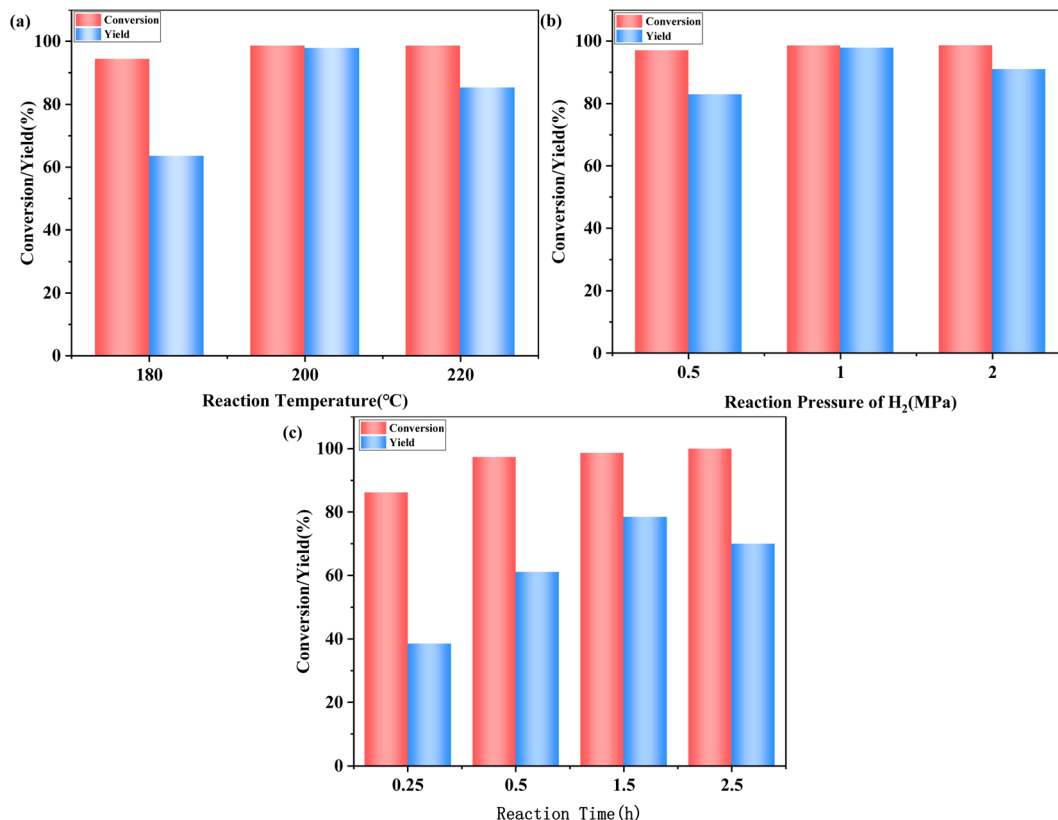 (a)
Conversion
Yield
100
80
60
40
20
0
Conversion/Yield(%)
180
200
220
Reaction Temperature(°C)
(b)
Conversion
Yield
100
80
60
40
20
0
Conversion/Yield(%)
0.5
1
2
Reaction Pressure of H₂(MPa)
(c)
Conversion
Yield
100
80
60
40
20
0
Conversion/Yield(%)
0.25
0.5
1.5
2.5
Reaction Time(h)